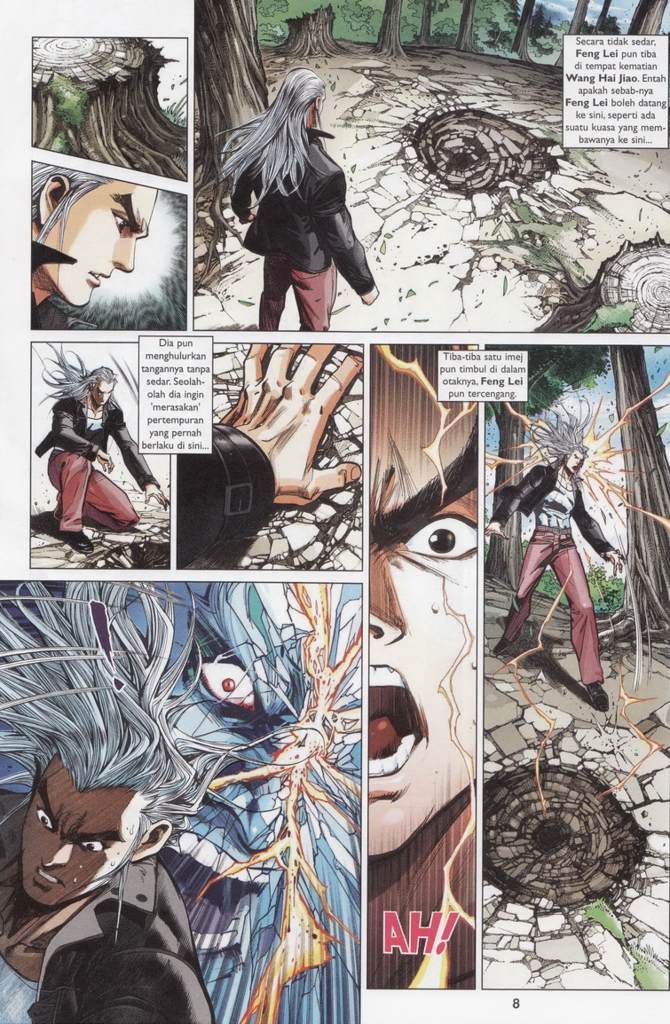 Secara tidak sedar,
Feng Lei pun tiba
di tempat kematian
Wang Hai Jiao. Entah
apakah sebab-nya
Feng Lei boleh datang
ke sini, seperti ada
suatu kuasa yang mem-
bawanya ke sini...
Dia pun
menghulurkan
tangannya tanpa
sedar. Seolah-
olah dia ingin
'merasakan'
pertempuran
yang pernah
berlaku di sini...
Tiba-tiba satu imej
pun timbul di dalam
otaknya, Feng Lei
pun tercengang.
!
AH!
8